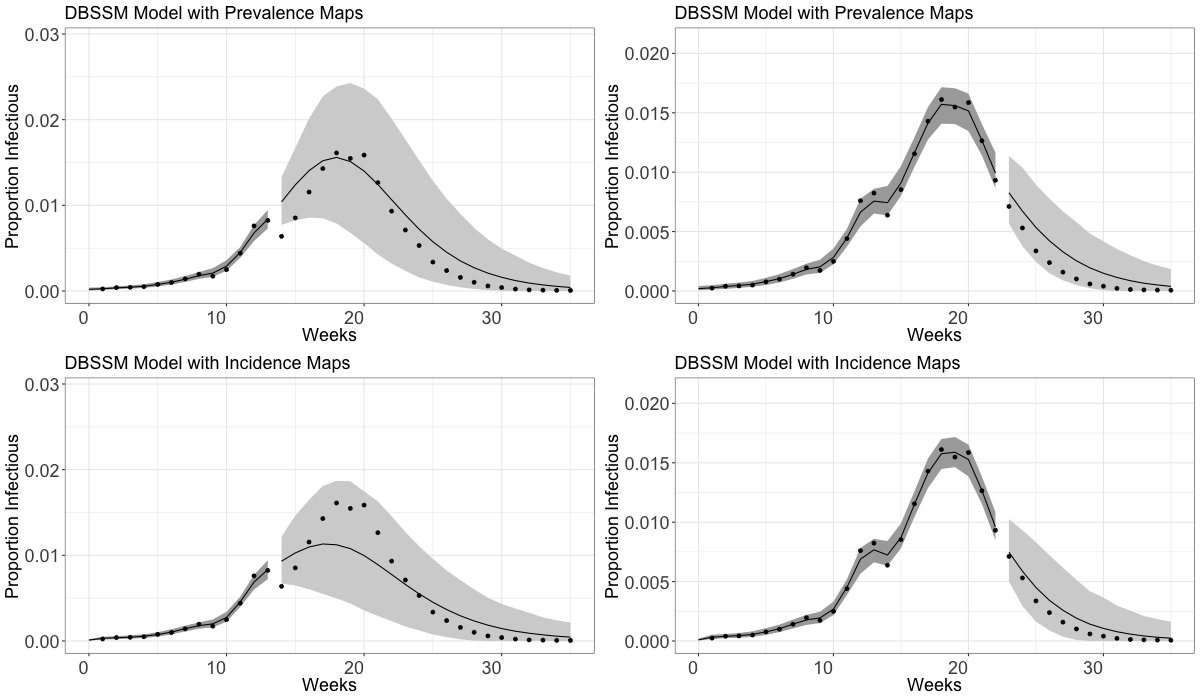 DBSSM Model with Prevalence Maps
Proportion Infectious
0.03
0.02
0.01
0.00
0 10 20 30
Weeks
DBSSM Model with Prevalence Maps
Proportion Infectious
0.020
0.015
0.010
0.005
0.000
0 10 20 30
Weeks
DBSSM Model with Incidence Maps
Proportion Infectious
0.03
0.02
0.01
0.00
0 10 20 30
Weeks
DBSSM Model with Incidence Maps
Proportion Infectious
0.020
0.015
0.010
0.005
0.000
0 10 20 30
Weeks